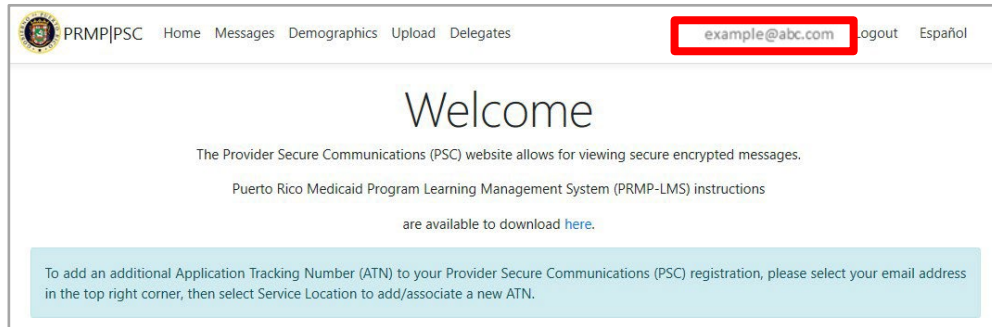 PRMP|PSC Home Messages Demographics Upload Delegates example@abc.com Logout Español
Welcome
The Provider Secure Communications (PSC) website allows for viewing secure encrypted messages.
Puerto Rico Medicaid Program Learning Management System (PRMP-LMS) instructions
are available to download here.
To add an additional Application Tracking Number (ATN) to your Provider Secure Communications (PSC) registration, please select your email address
in the top right corner, then select Service Location to add/associate a new ATN.